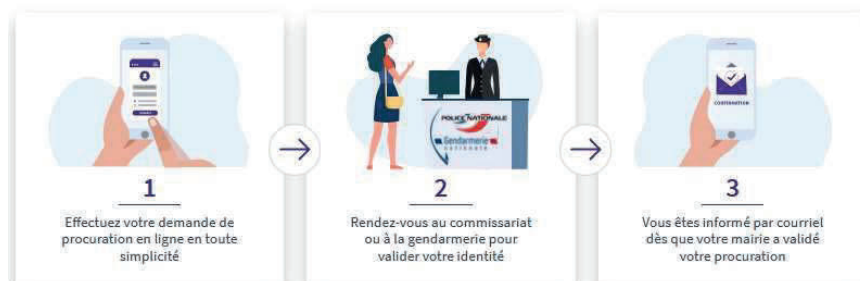 CONFIRMATION
POLICE NATIONALE
Gendarmerie
nationale
1
Effectuez votre demande de
procuration en ligne en toute
simplicité
2
Rendez-vous au commissariat
ou à la gendarmerie pour
valider votre identité
3
Vous êtes informé par courriel
dès que votre mairie a validé
votre procuration